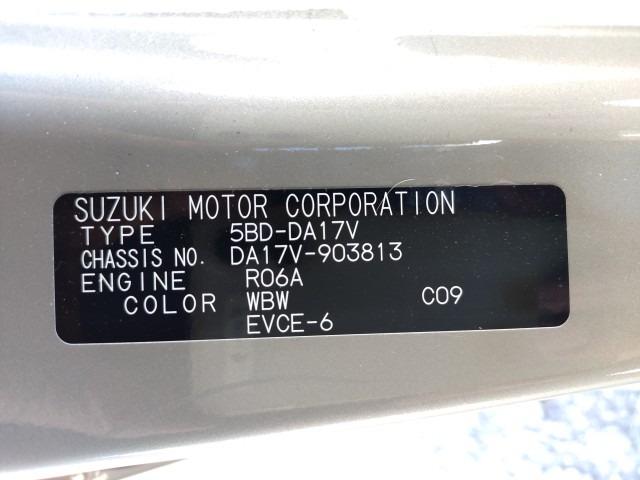 SUZUKI MOTOR CORPORATION
TYPE 5BD-DA17V
CHASSIS NO. DA17V-903813
ENGINE R06A
COLOR WBW C09
EVCE-6